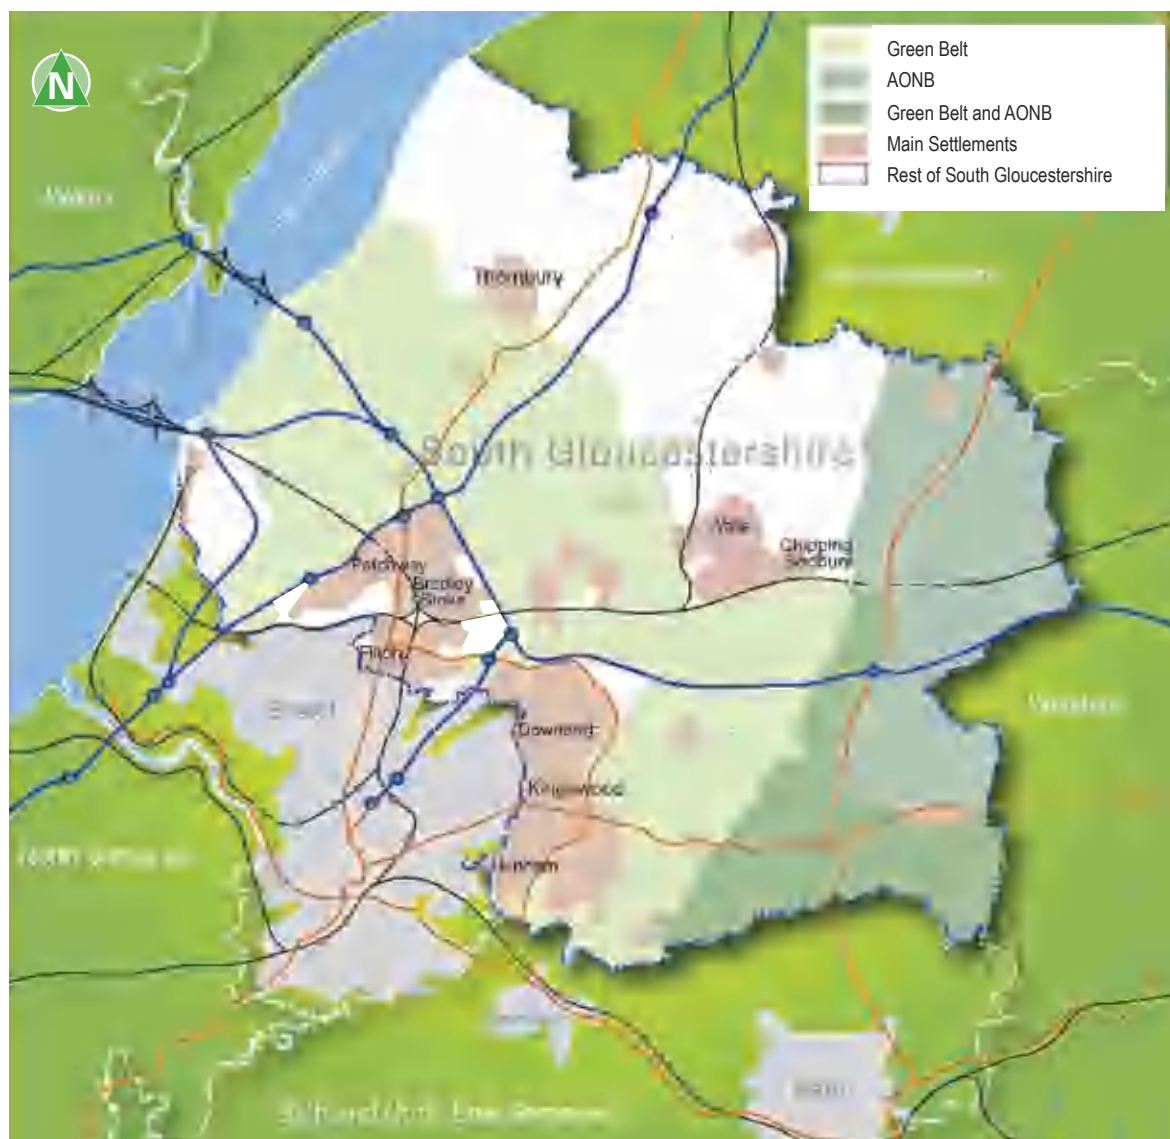 N
Green Belt
AONB
Green Belt and AONB
Main Settlements
Rest of South Gloucestershire
Thornbury
South Gloucestershire
Yate
Chipping
Sodbury
Patchway
Bradley
Stoke
Filton
Bristol
Downend
Kingswood
Hanham
Bath